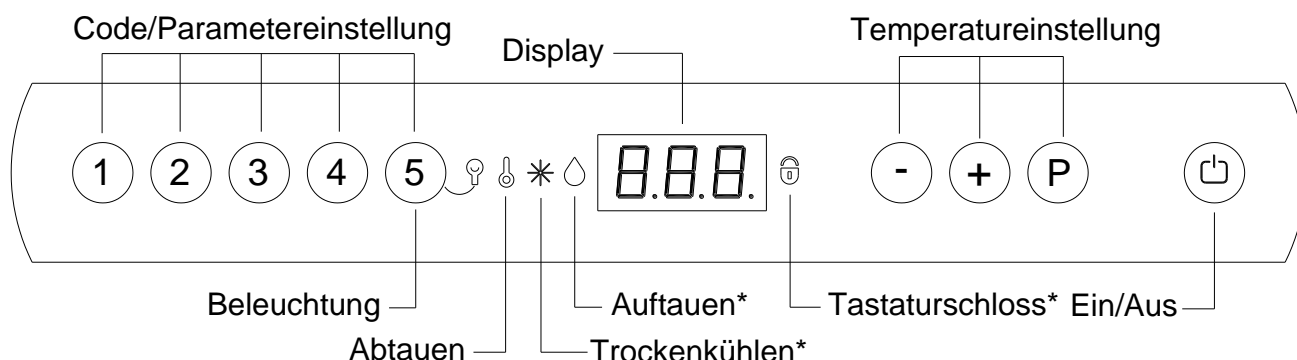 Code/Parametereinstellung
Display
Temperatureinstellung
1 2 3 4 5 8.8.8. - + P
Beleuchtung
Auftauen*
Tastaturschloss*
Ein/Aus
Abtauen
Trockenkühlen*